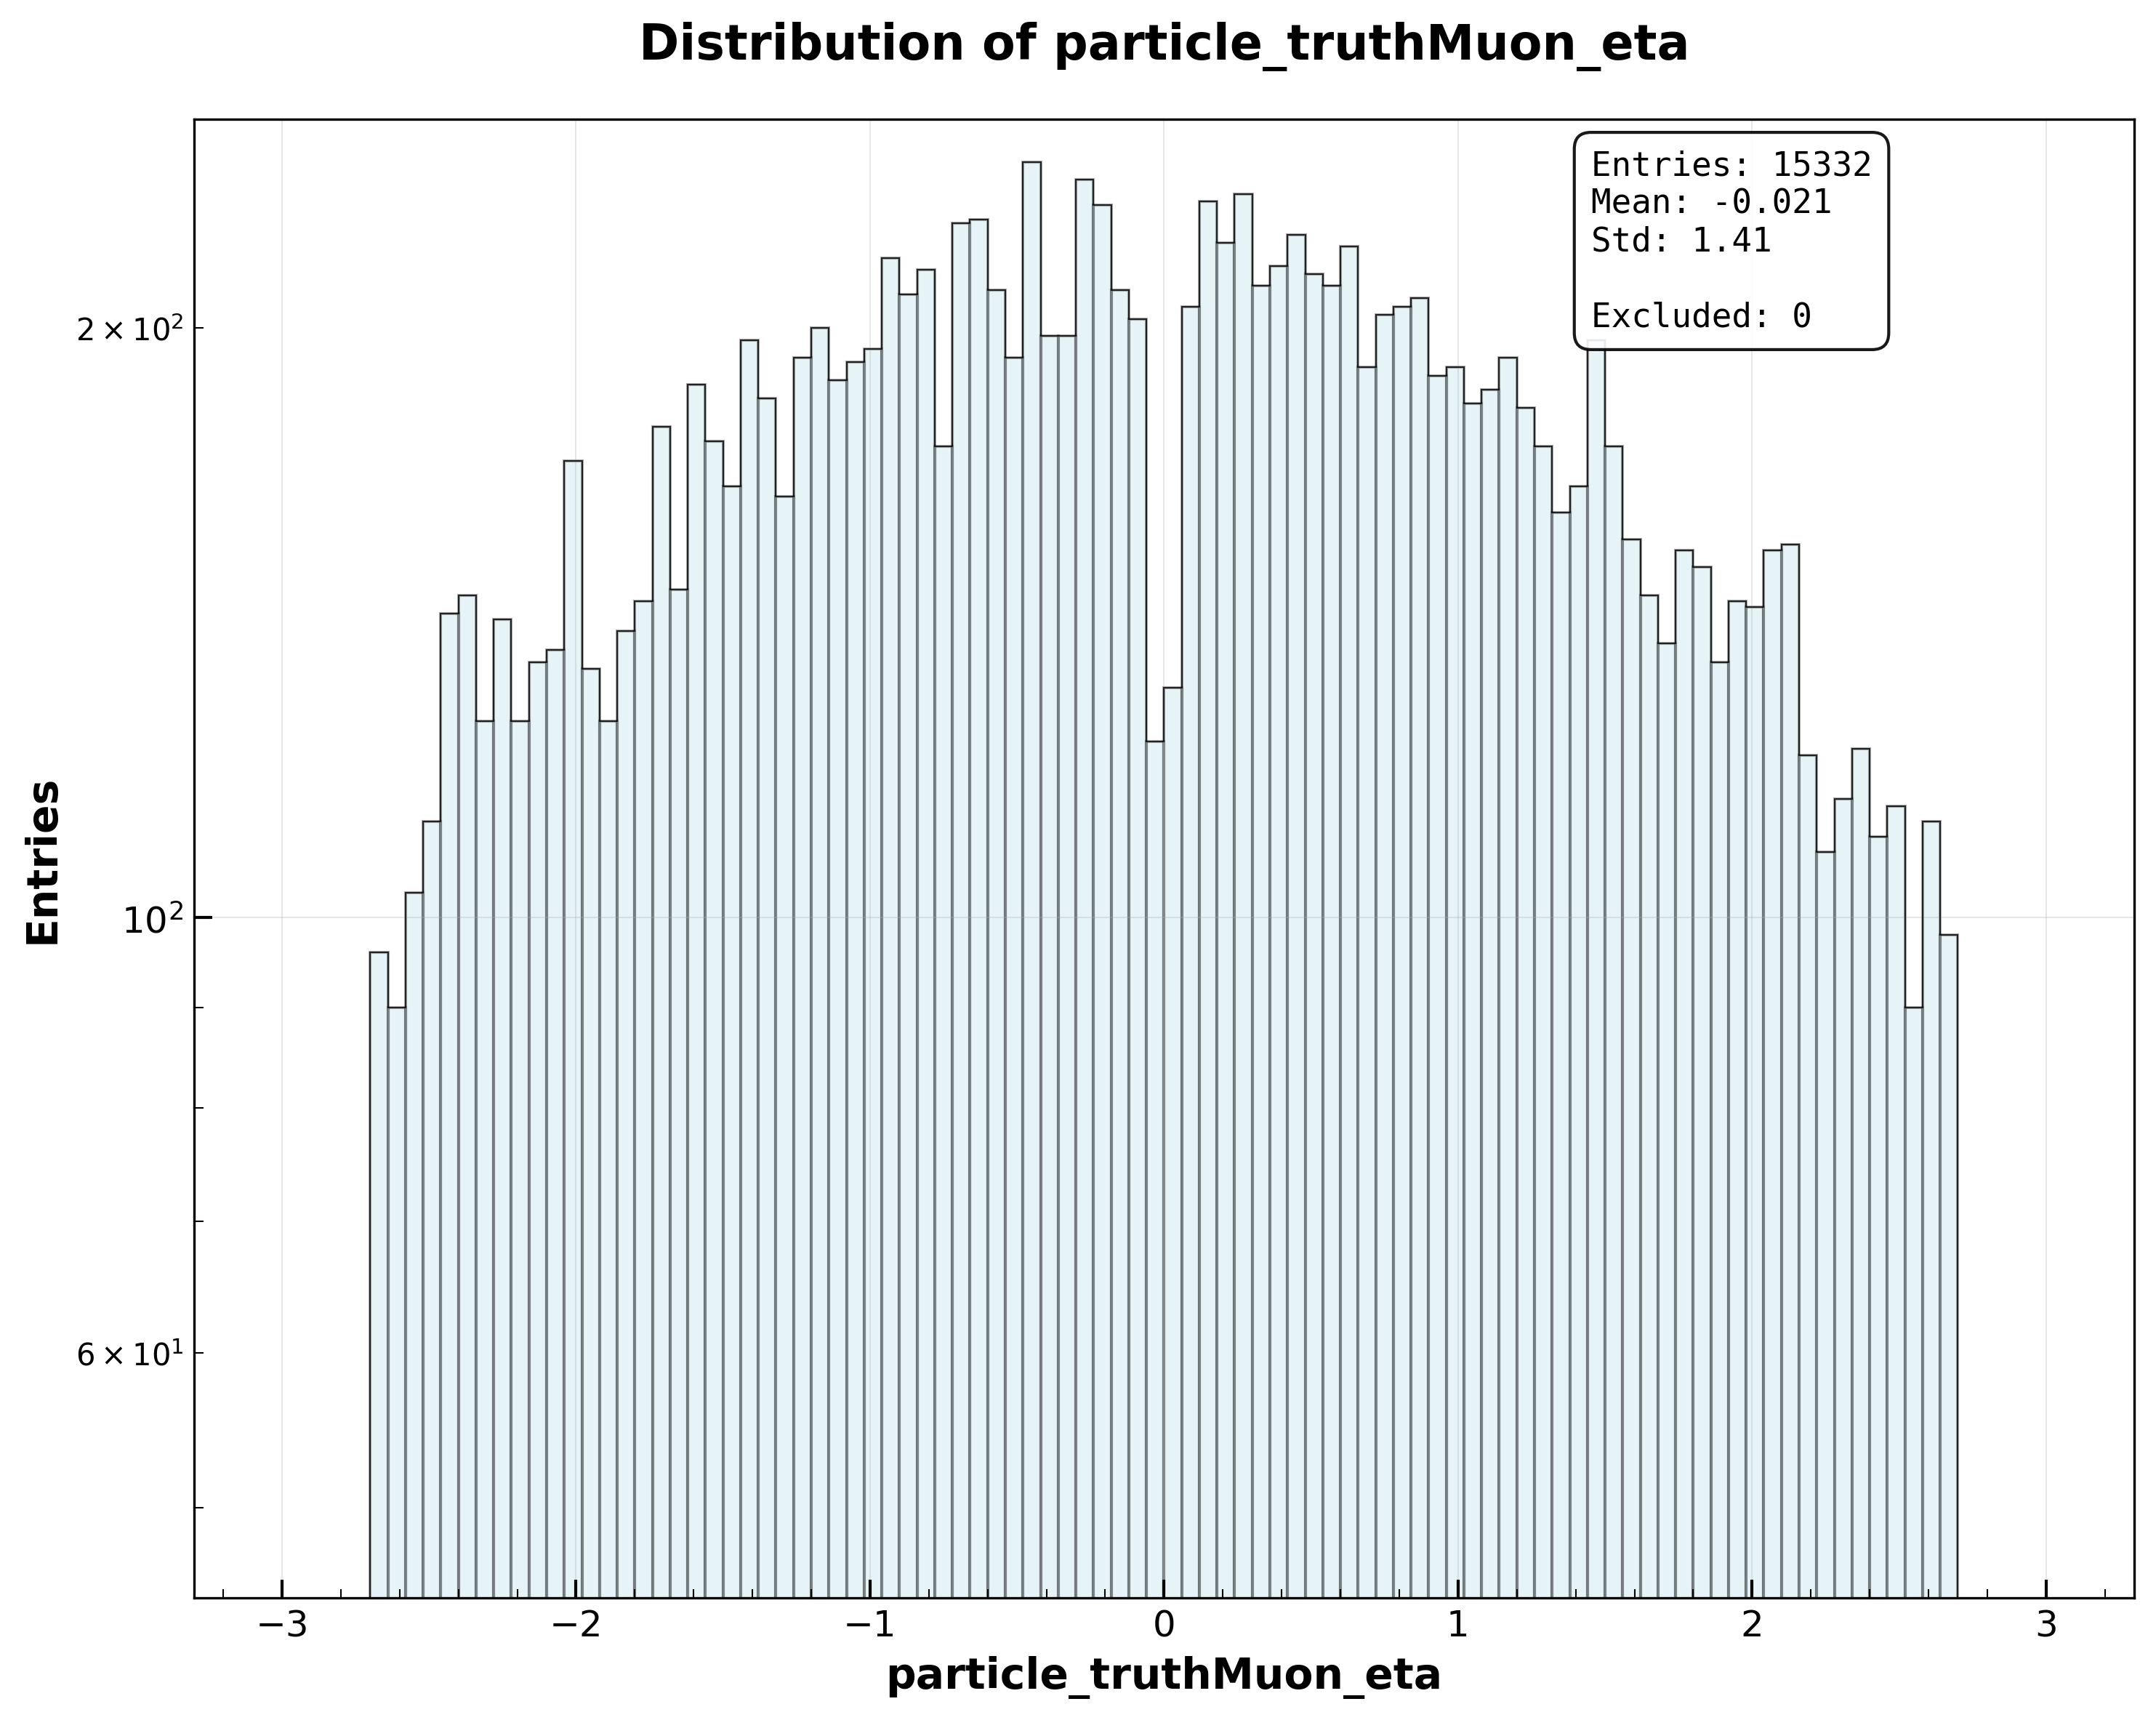 Distribution of particle_truthMuon_eta
Entries: 15332
Mean: -0.021
Std: 1.41
Excluded: 0
2×10²
10²
6×10¹
Entries
−3 −2 −1 0 1 2 3
particle_truthMuon_eta